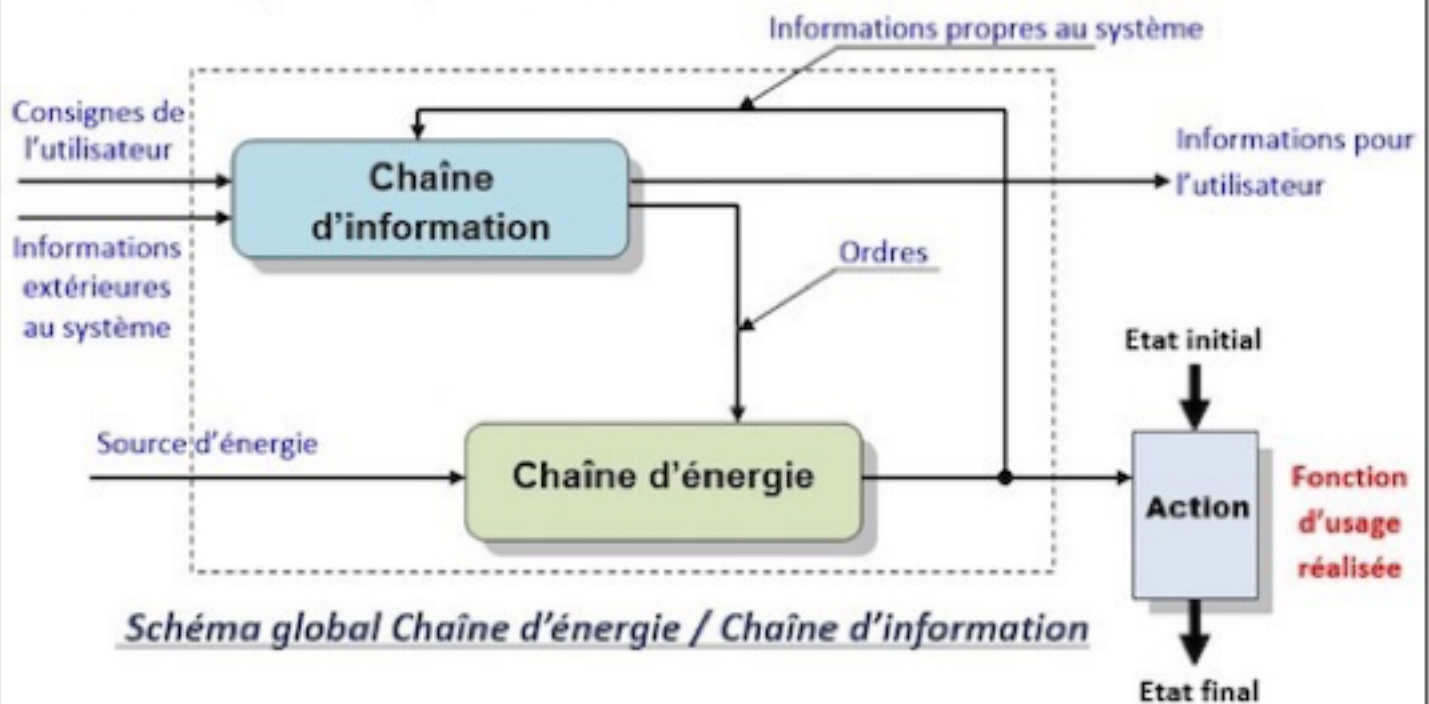 Informations propres au système
Consignes de
l'utilisateur
Chaîne
d'information
Informations pour
l'utilisateur
Informations
extérieures
au système
Ordres
Etat initial
Source d'énergie
Chaîne d'énergie
Action
Fonction
d'usage
réalisée
Schéma global Chaîne d'énergie / Chaîne d'information
Etat final